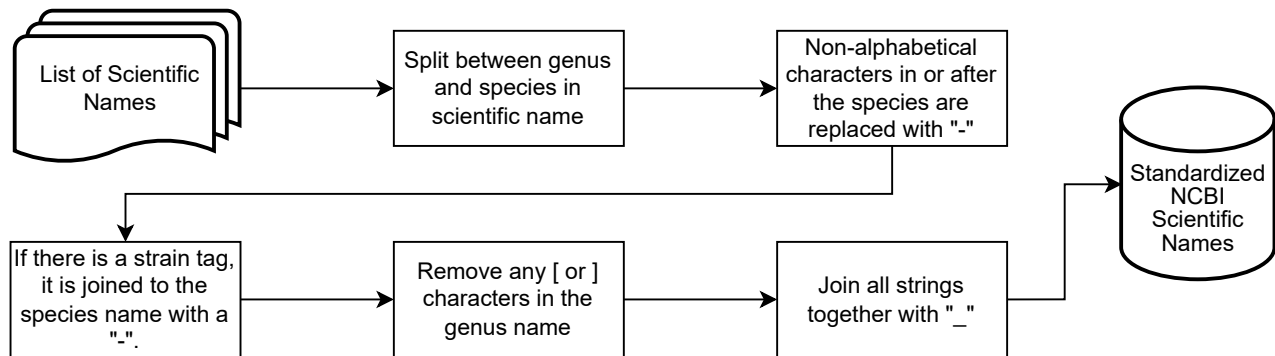 List of Scientific
Names
Split between genus
and species in
scientific name
Non-alphabetical
characters in or after
the species are
replaced with "-"
If there is a strain tag,
it is joined to the
species name with a
"-".
Remove any [ or ]
characters in the
genus name
Join all strings
together with "_"
Standardized
NCBI
Scientific
Names